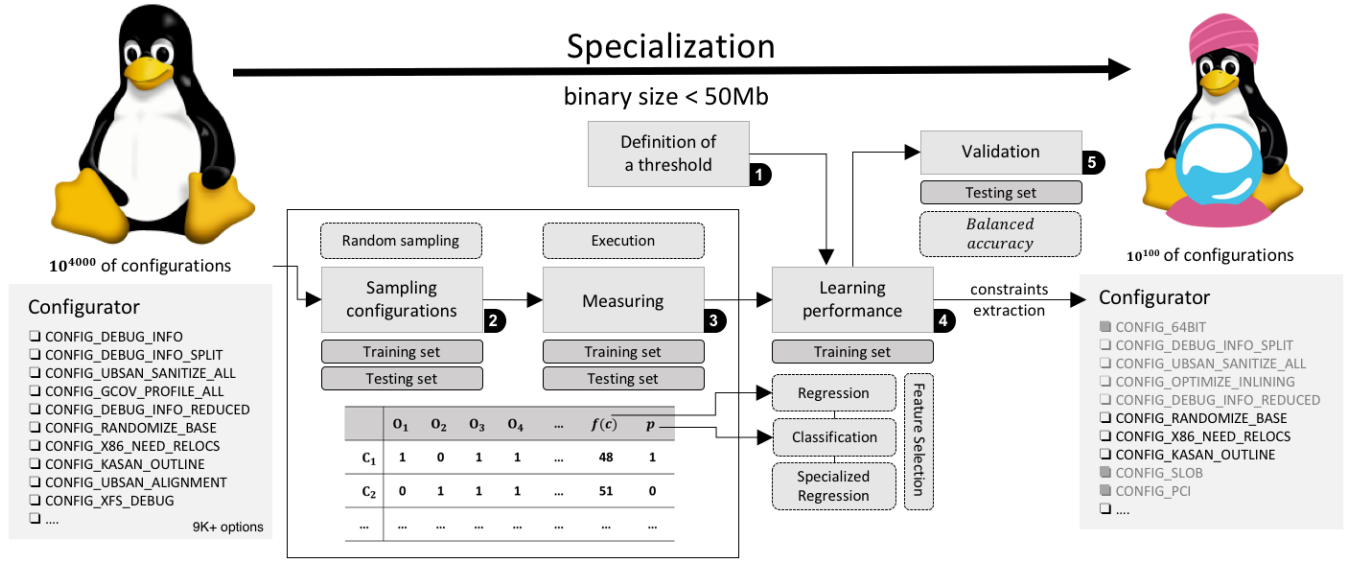 Specialization
binary size < 50Mb
Definition of
a threshold
1
Validation
5
Testing set
Balanced
accuracy
10^4000 of configurations
Configurator
❏ CONFIG_DEBUG_INFO
❏ CONFIG_DEBUG_INFO_SPLIT
❏ CONFIG_UBSAN_SANITIZE_ALL
❏ CONFIG_GCOV_PROFILE_ALL
❏ CONFIG_DEBUG_INFO_REDUCED
❏ CONFIG_RANDOMIZE_BASE
❏ CONFIG_X86_NEED_RELOCS
❏ CONFIG_KASAN_OUTLINE
❏ CONFIG_UBSAN_ALIGNMENT
❏ CONFIG_XFS_DEBUG
❏ ....
9K+ options
Random sampling
Sampling
configurations
2
Training set
Testing set
Execution
Measuring
3
Training set
Testing set
O₁ O₂ O₃ O₄ ... f(c) p
C₁ 1 0 1 1 ... 48 1
C₂ 0 1 1 1 ... 51 0
... ... ... ... ... ... ... ...
Learning
performance
4
Training set
Regression
Classification
Specialized
Regression
Feature Selection
constraints
extraction
10^100 of configurations
Configurator
CONFIG_64BIT
❏ CONFIG_DEBUG_INFO_SPLIT
❏ CONFIG_UBSAN_SANITIZE_ALL
❏ CONFIG_OPTIMIZE_INLINING
❏ CONFIG_DEBUG_INFO_REDUCED
❏ CONFIG_RANDOMIZE_BASE
❏ CONFIG_X86_NEED_RELOCS
❏ CONFIG_KASAN_OUTLINE
CONFIG_SLOB
CONFIG_PCI
❏ ....